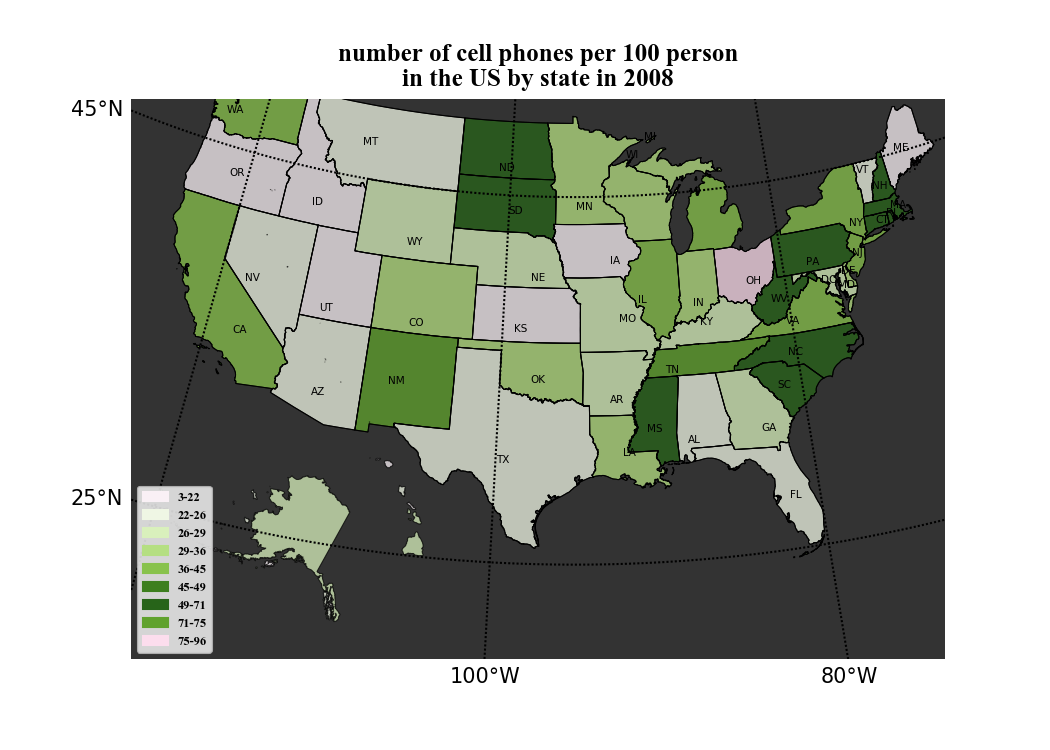 number of cell phones per 100 person
in the US by state in 2008
45°N
WA
MT
MI
ME
OR
ND
WI
VT
NH
ID
SD
MN
MA
RI
CT
NY
WY
IA
PA
NJ
NV
NE
OH
DE
DC
MD
UT
CO
KS
MO
IL
IN
WV
KY
VA
CA
NC
AZ
NM
OK
AR
TN
SC
TX
LA
MS
AL
GA
FL
25°N
3-22
22-26
26-29
29-36
36-45
45-49
49-71
71-75
75-96
100°W
80°W